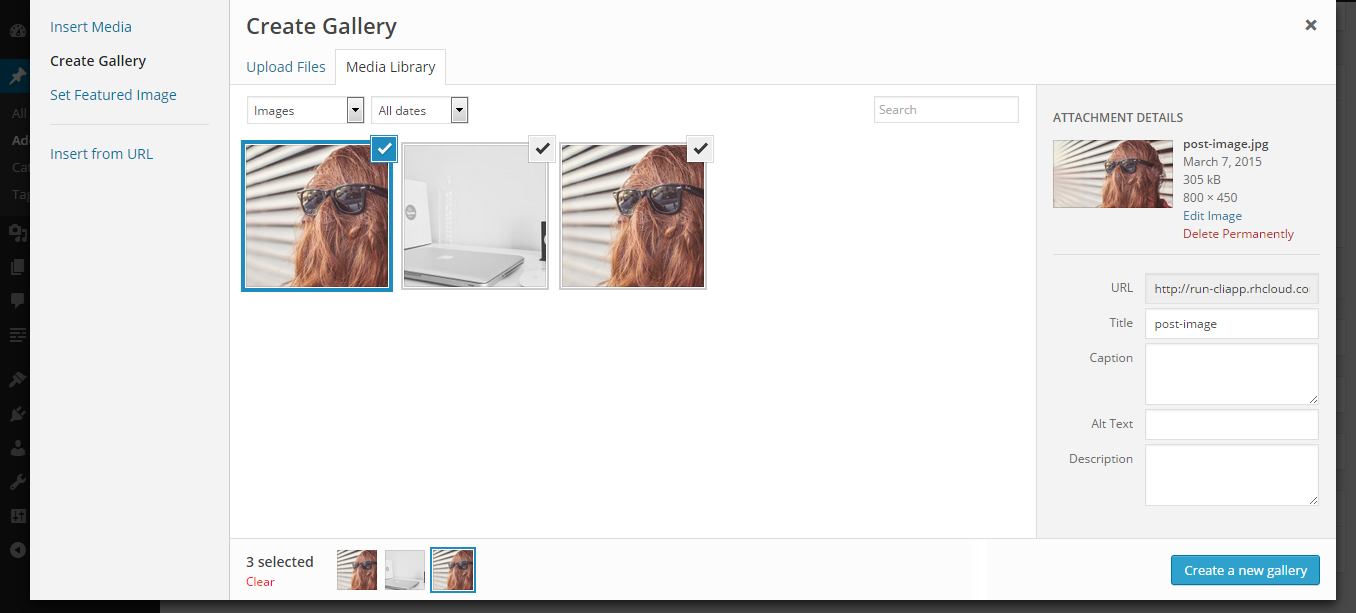 Insert Media
Create Gallery
Set Featured Image
Insert from URL
Create Gallery
Upload Files
Media Library
Images
All dates
Search
ATTACHMENT DETAILS
post-image.jpg
March 7, 2015
305 kB
800 × 450
Edit Image
Delete Permanently
URL
http://run-cliapp.rhcloud.co
Title
post-image
Caption
Alt Text
Description
3 selected
Clear
Create a new gallery
All